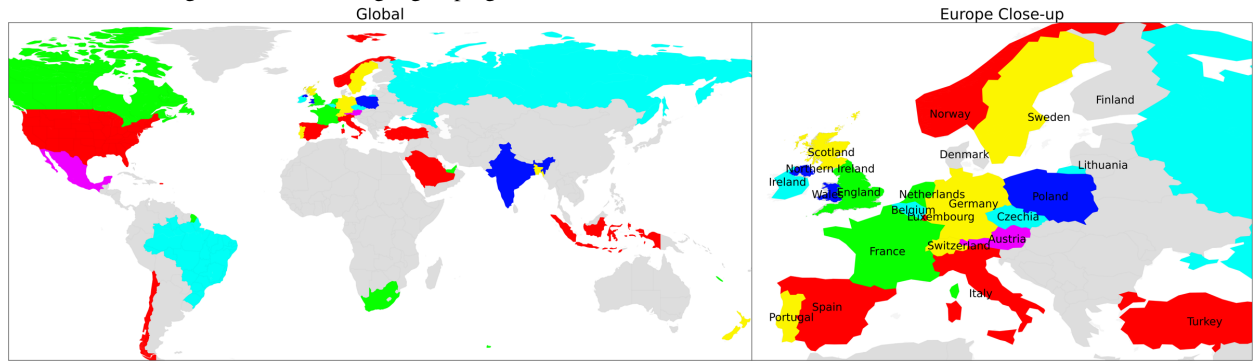 Global
Europe Close-up
Norway
Finland
Sweden
Scotland
Denmark
Lithuania
Northern Ireland
Ireland
Wales
England
Netherlands
Germany
Poland
Belgium
Luxembourg
Czechia
France
Switzerland
Austria
Italy
Spain
Portugal
Turkey